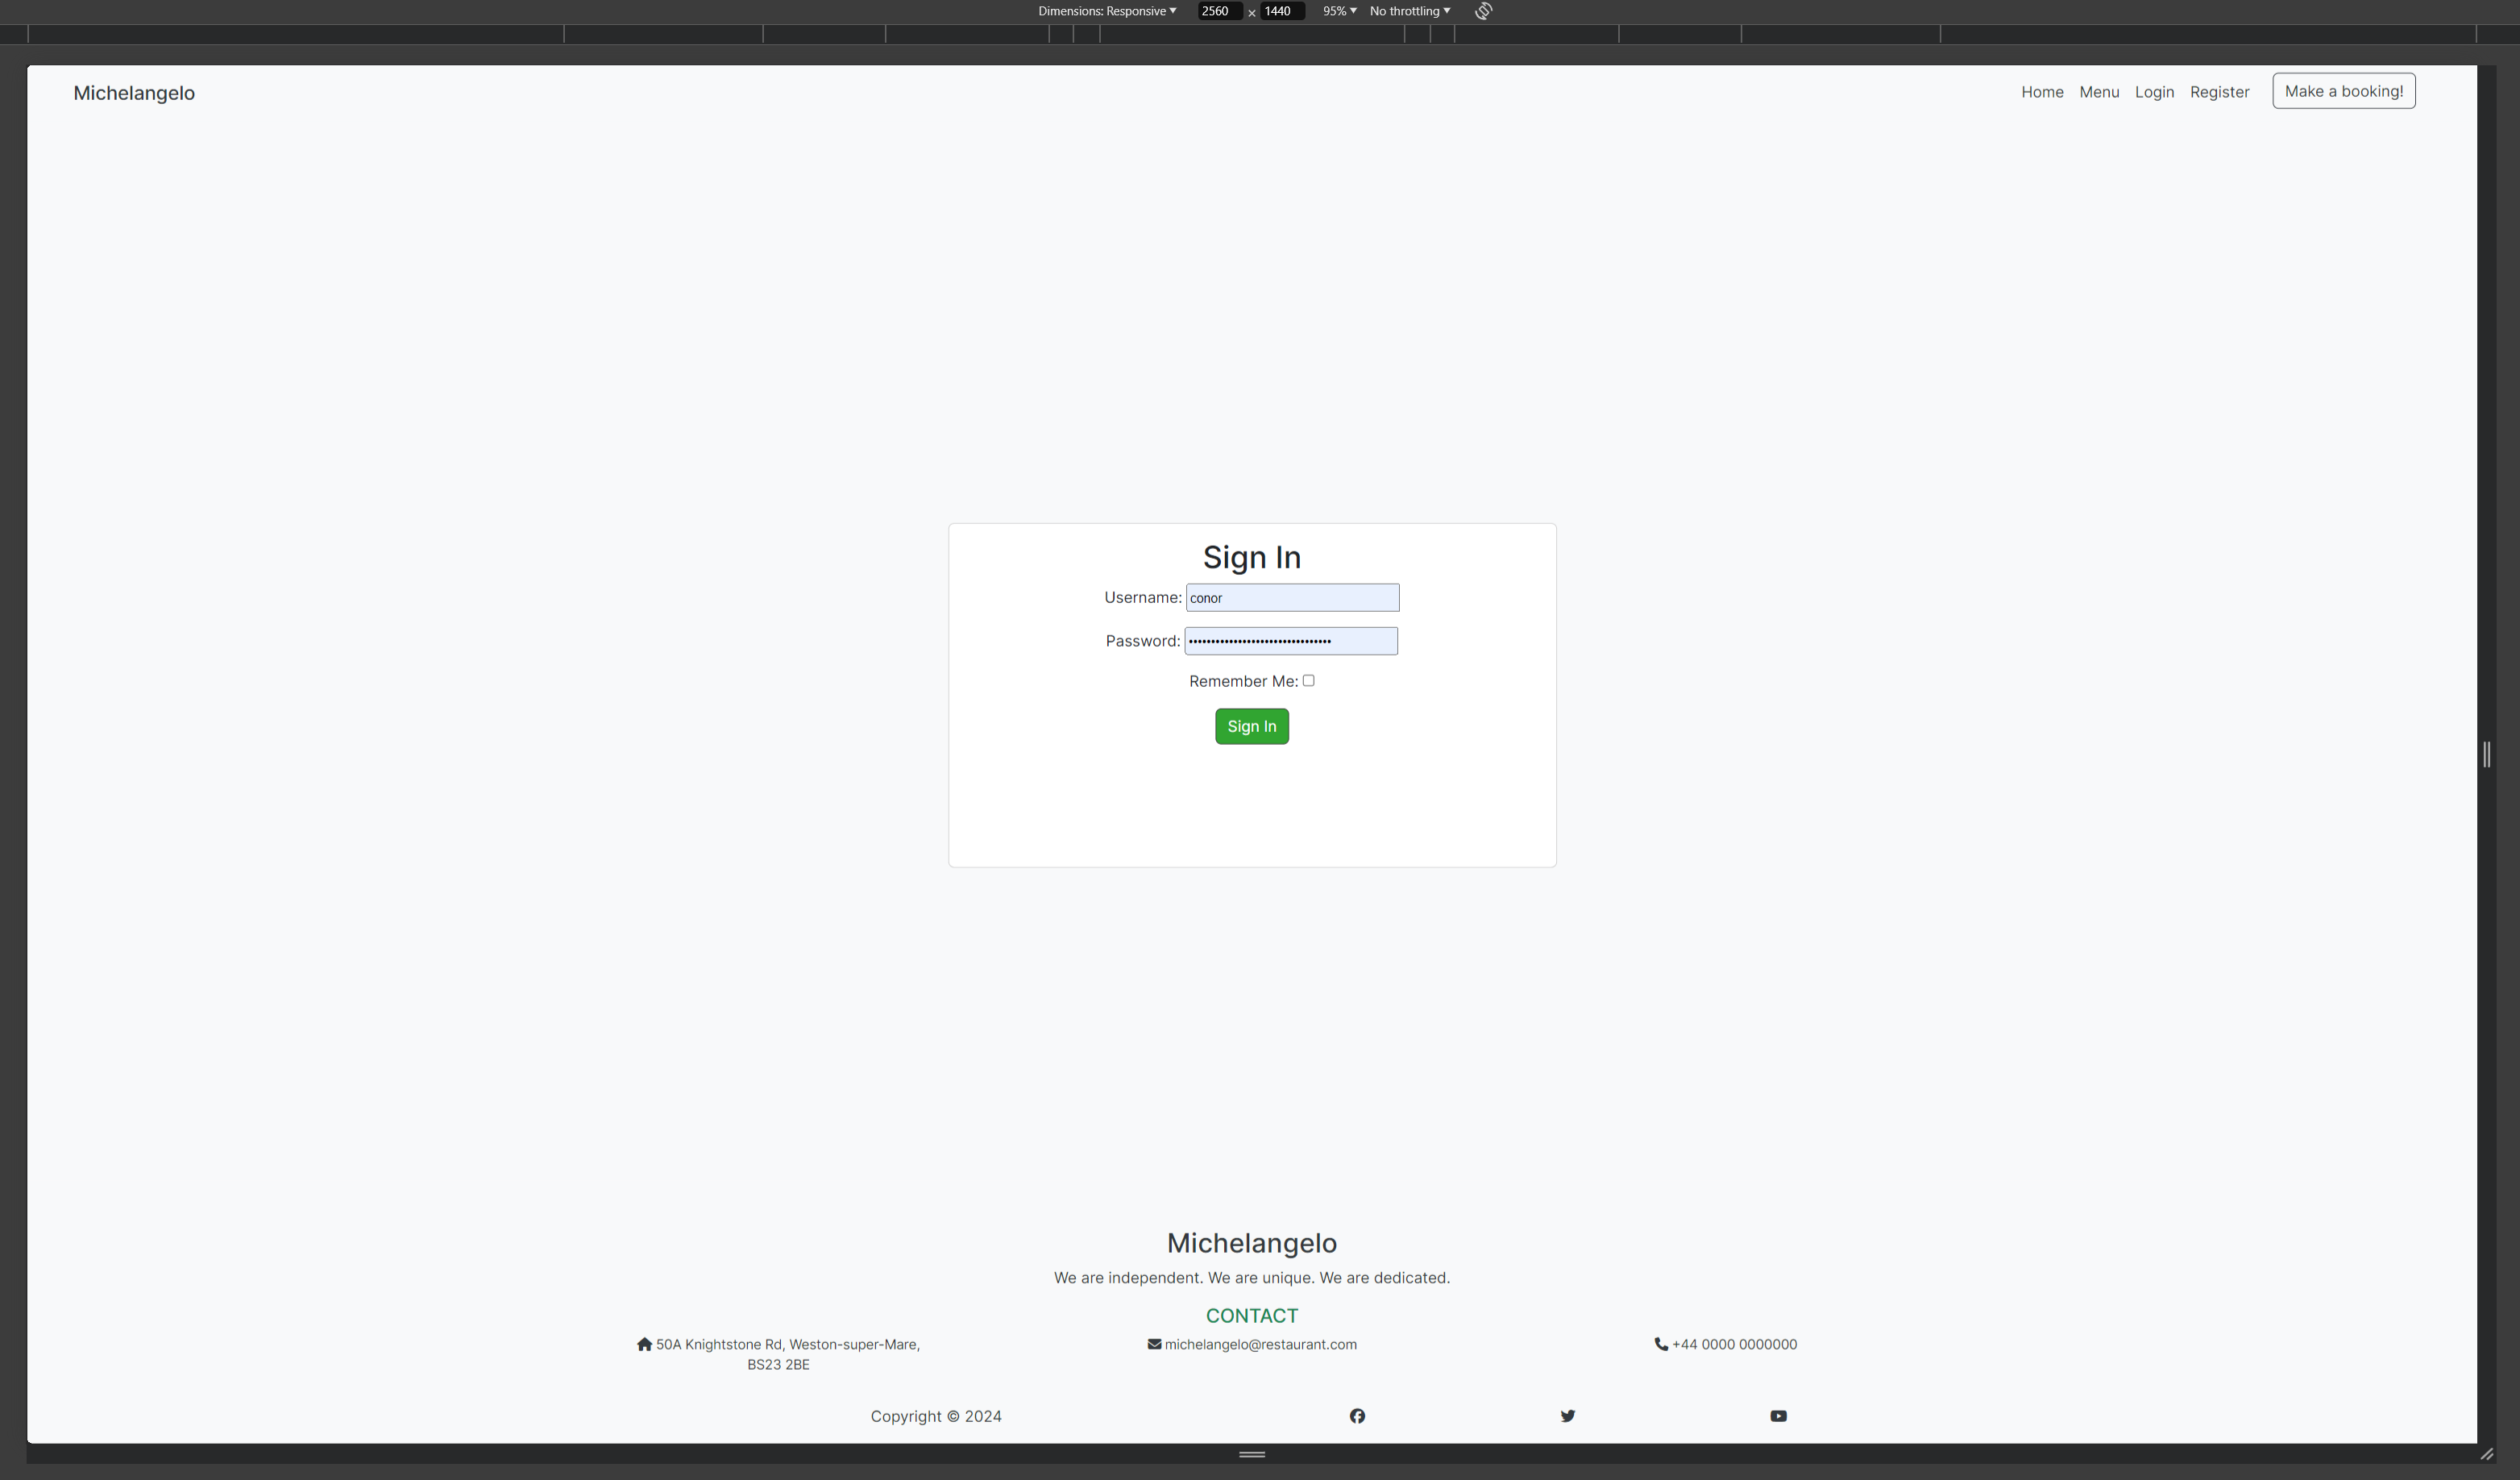 Dimensions: Responsive 2560 × 1440 95% No throttling
Michelangelo Home Menu Login Register Make a booking!
Sign In
Username: conor
Password: ••••••••••••••••••••••••••••••••
Remember Me:
Sign In
Michelangelo
We are independent. We are unique. We are dedicated.
CONTACT
50A Knightstone Rd, Weston-super-Mare,
BS23 2BE
michelangelo@restaurant.com
+44 0000 0000000
Copyright © 2024